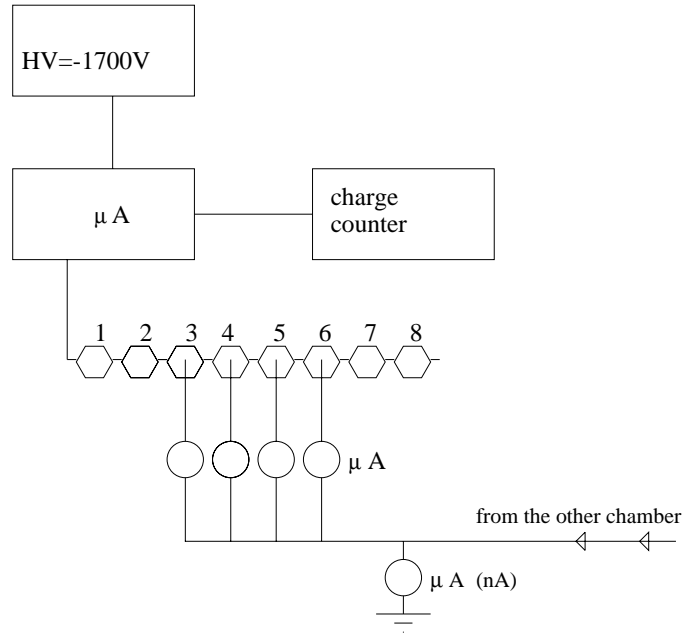 HV=-1700V
μ A
charge
counter
1 2 3 4 5 6 7 8
μ A
from the other chamber
μ A (nA)